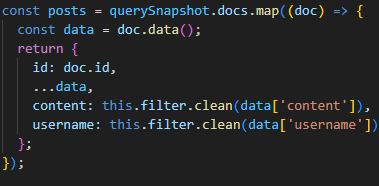 const posts = querySnapshot.docs.map((doc) => {
  const data = doc.data();
  return {
    id: doc.id,
    ...data,
    content: this.filter.clean(data['content']),
    username: this.filter.clean(data['username'])
  };
});